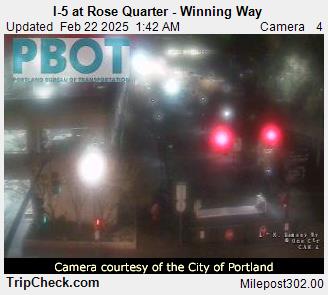 I-5 at Rose Quarter - Winning Way
Updated Feb 22 2025 1:42 AM Camera 4
PBOT
PORTLAND BUREAU OF TRANSPORTATION
Camera courtesy of the City of Portland
TripCheck.com Milepost302.00